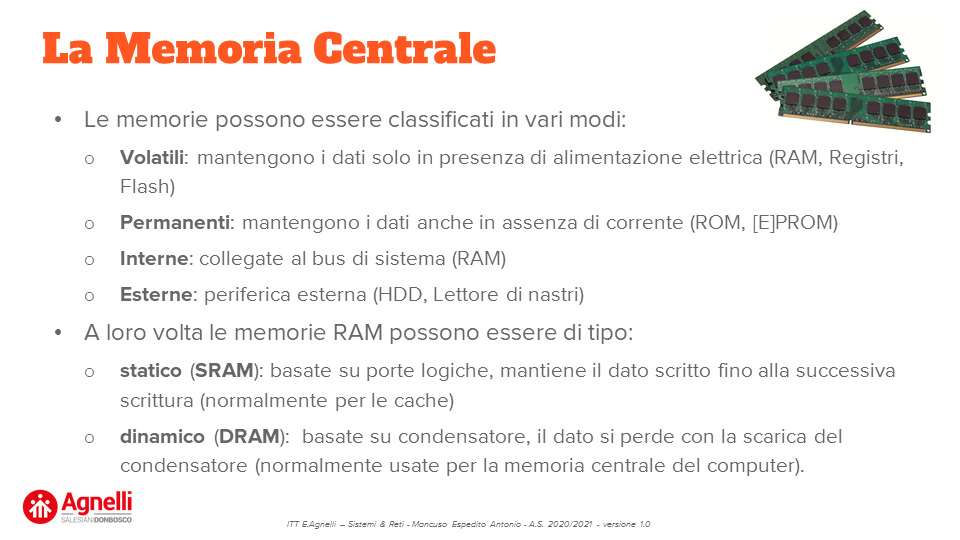 La Memoria Centrale
• Le memorie possono essere classificati in vari modi:
o Volatili: mantengono i dati solo in presenza di alimentazione elettrica (RAM, Registri,
Flash)
o Permanenti: mantengono i dati anche in assenza di corrente (ROM, [E]PROM)
o Interne: collegate al bus di sistema (RAM)
o Esterne: periferica esterna (HDD, Lettore di nastri)
• A loro volta le memorie RAM possono essere di tipo:
o statico (SRAM): basate su porte logiche, mantiene il dato scritto fino alla successiva
scrittura (normalmente per le cache)
o dinamico (DRAM): basate su condensatore, il dato si perde con la scarica del
condensatore (normalmente usate per la memoria centrale del computer).
Agnelli
SALESIANI DONBOSCO
ITT E.Agnelli – Sistemi & Reti - Mancuso Espedito Antonio - A.S. 2020/2021 - versione 1.0